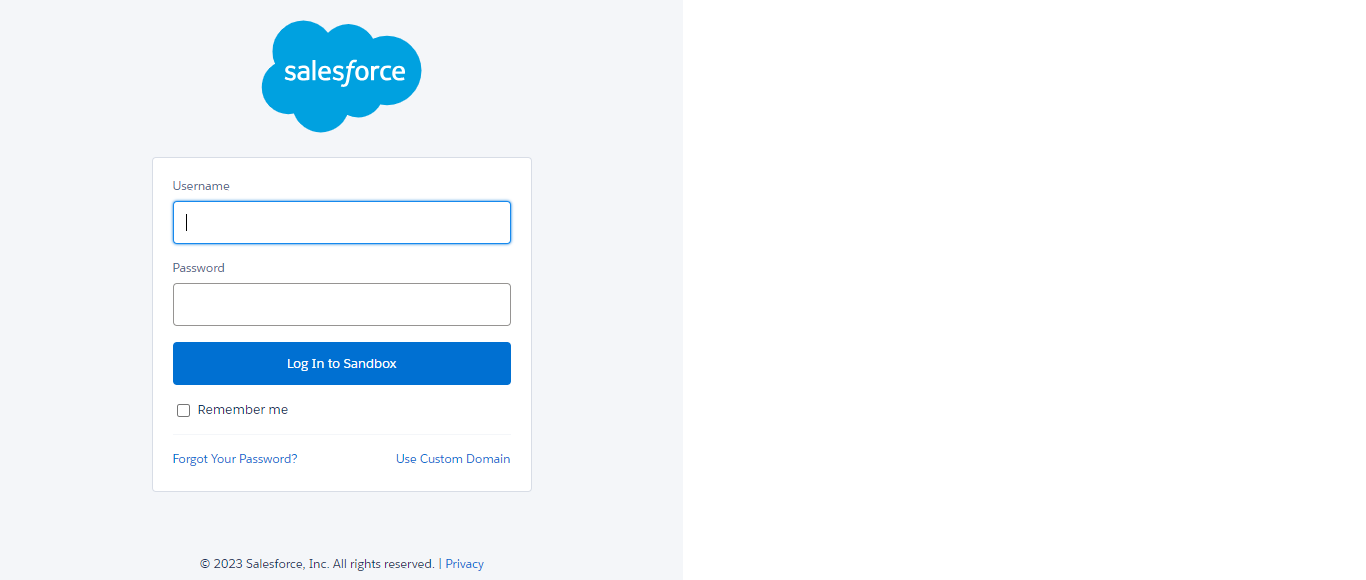 salesforce
Username
Password
Log In to Sandbox
Remember me
Forgot Your Password? Use Custom Domain
© 2023 Salesforce, Inc. All rights reserved. | Privacy